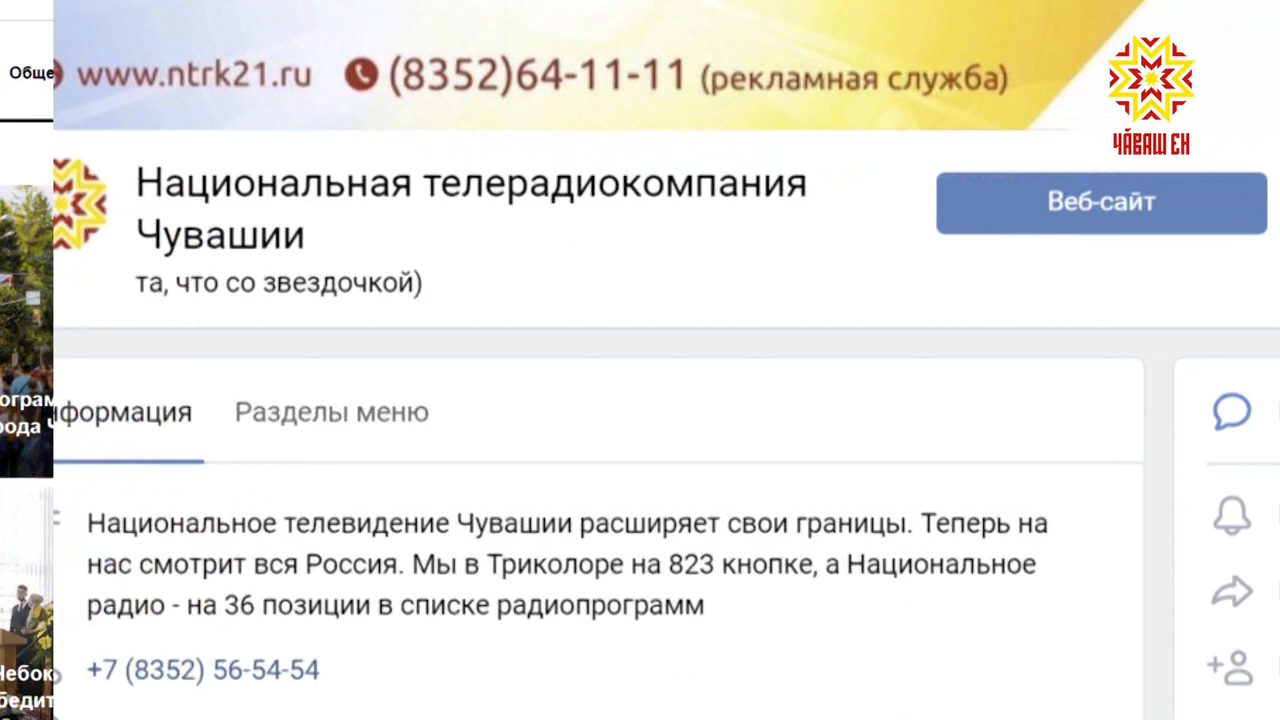 www.ntrk21.ru (8352)64-11-11 (рекламная служба)
ЧӐВАШ ЕН
Национальная телерадиокомпания
Чувашии
та, что со звездочкой)
Веб-сайт
Обще
нформация Разделы меню
Национальное телевидение Чувашии расширяет свои границы. Теперь на
нас смотрит вся Россия. Мы в Триколоре на 823 кнопке, а Национальное
радио - на 36 позиции в списке радиопрограмм
+7 (8352) 56-54-54